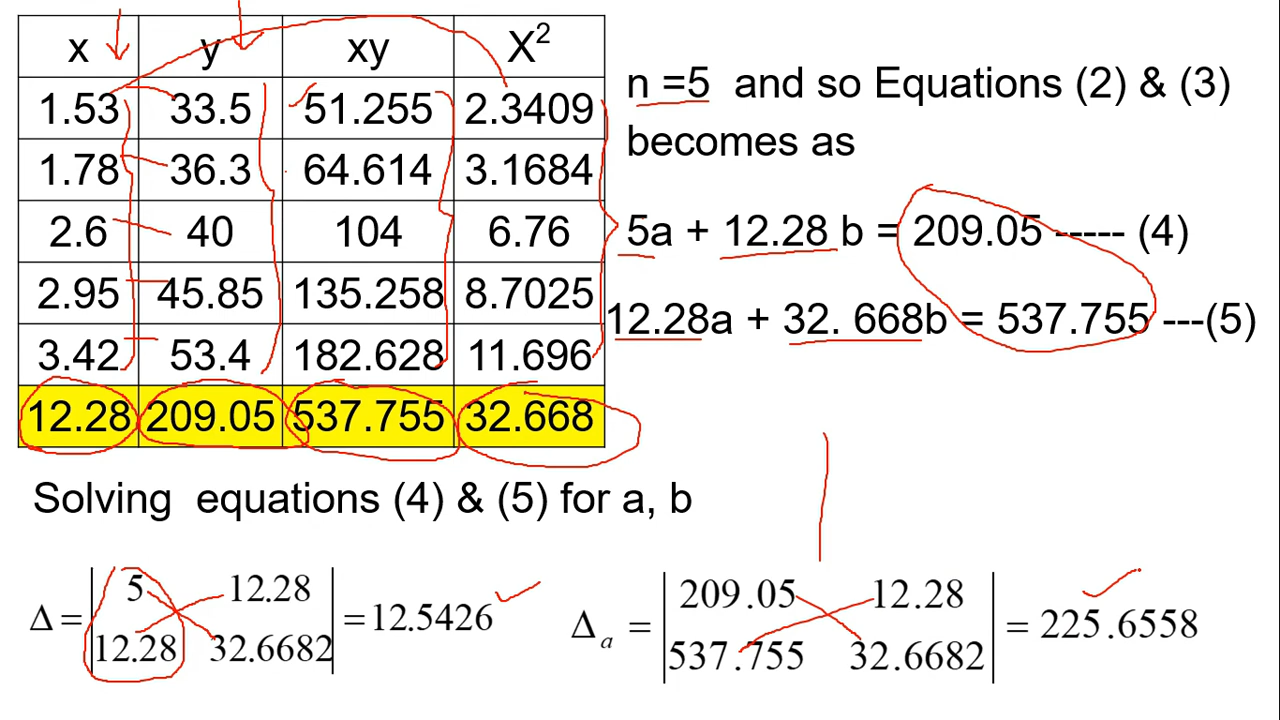 x y xy X²
1.53 33.5 51.255 2.3409
1.78 36.3 64.614 3.1684
2.6 40 104 6.76
2.95 45.85 135.258 8.7025
3.42 53.4 182.628 11.696
12.28 209.05 537.755 32.668
n =5 and so Equations (2) & (3)
becomes as
5a + 12.28 b = 209.05 ----- (4)
12.28a + 32. 668b = 537.755 ---(5)
Solving equations (4) & (5) for a, b
Δ = | 5 12.28 |
| 12.28 32.6682 | = 12.5426
Δa = | 209.05 12.28 |
| 537.755 32.6682 | = 225.6558